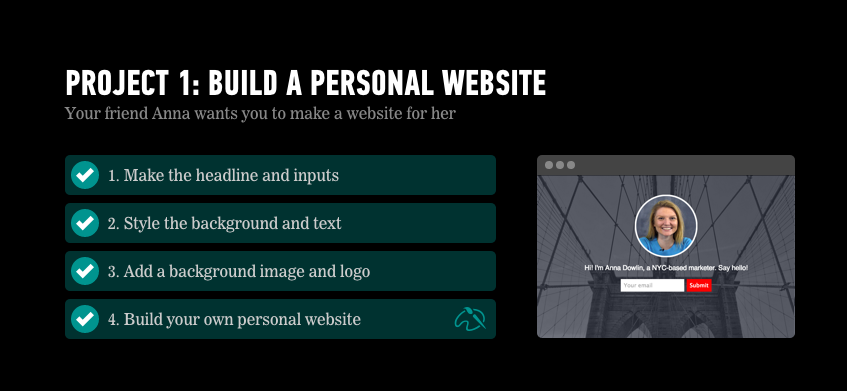 PROJECT 1: BUILD A PERSONAL WEBSITE
Your friend Anna wants you to make a website for her
1. Make the headline and inputs
2. Style the background and text
3. Add a background image and logo
4. Build your own personal website
Hi! I'm Anna Dowlin, a NYC-based marketer. Say hello!
Your email
Submit